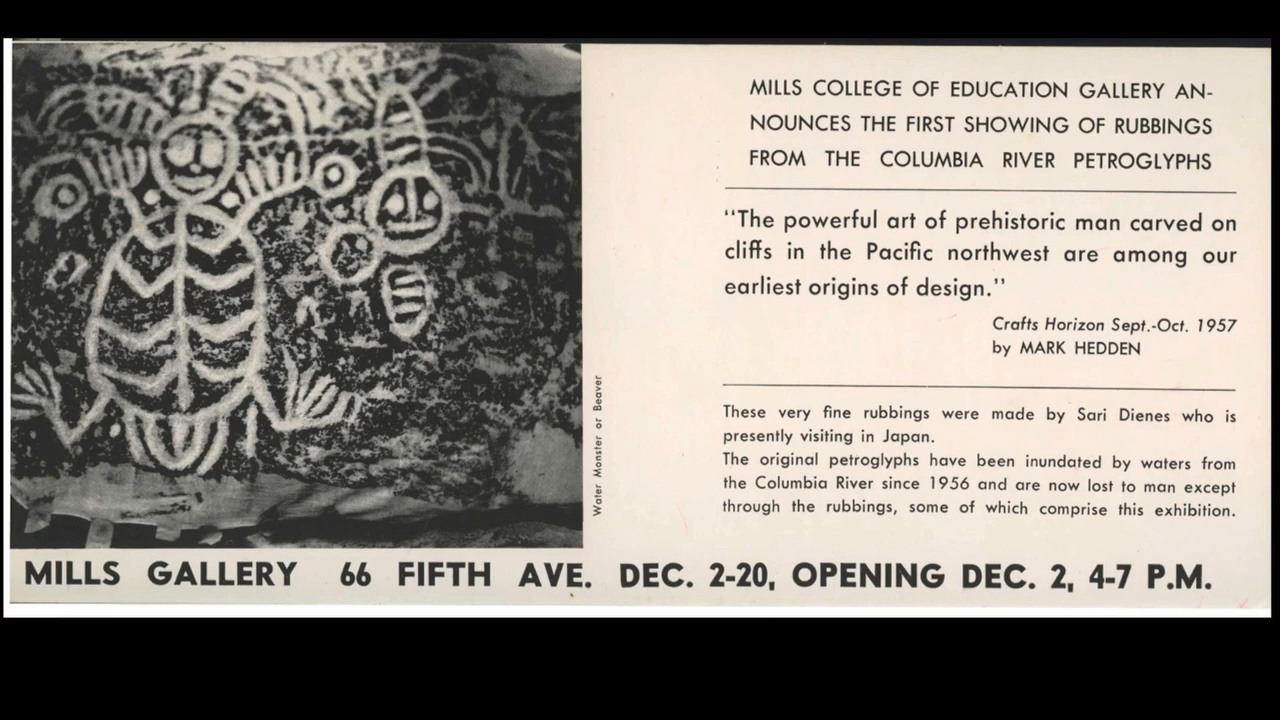 MILLS COLLEGE OF EDUCATION GALLERY AN-
NOUNCES THE FIRST SHOWING OF RUBBINGS
FROM THE COLUMBIA RIVER PETROGLYPHS
“The powerful art of prehistoric man carved on
cliffs in the Pacific northwest are among our
earliest origins of design.”
Crafts Horizon Sept.-Oct. 1957
by MARK HEDDEN
These very fine rubbings were made by Sari Dienes who is
presently visiting in Japan.
The original petroglyphs have been inundated by waters from
the Columbia River since 1956 and are now lost to man except
through the rubbings, some of which comprise this exhibition.
Water Monster or Beaver
MILLS GALLERY 66 FIFTH AVE. DEC. 2-20, OPENING DEC. 2, 4-7 P.M.